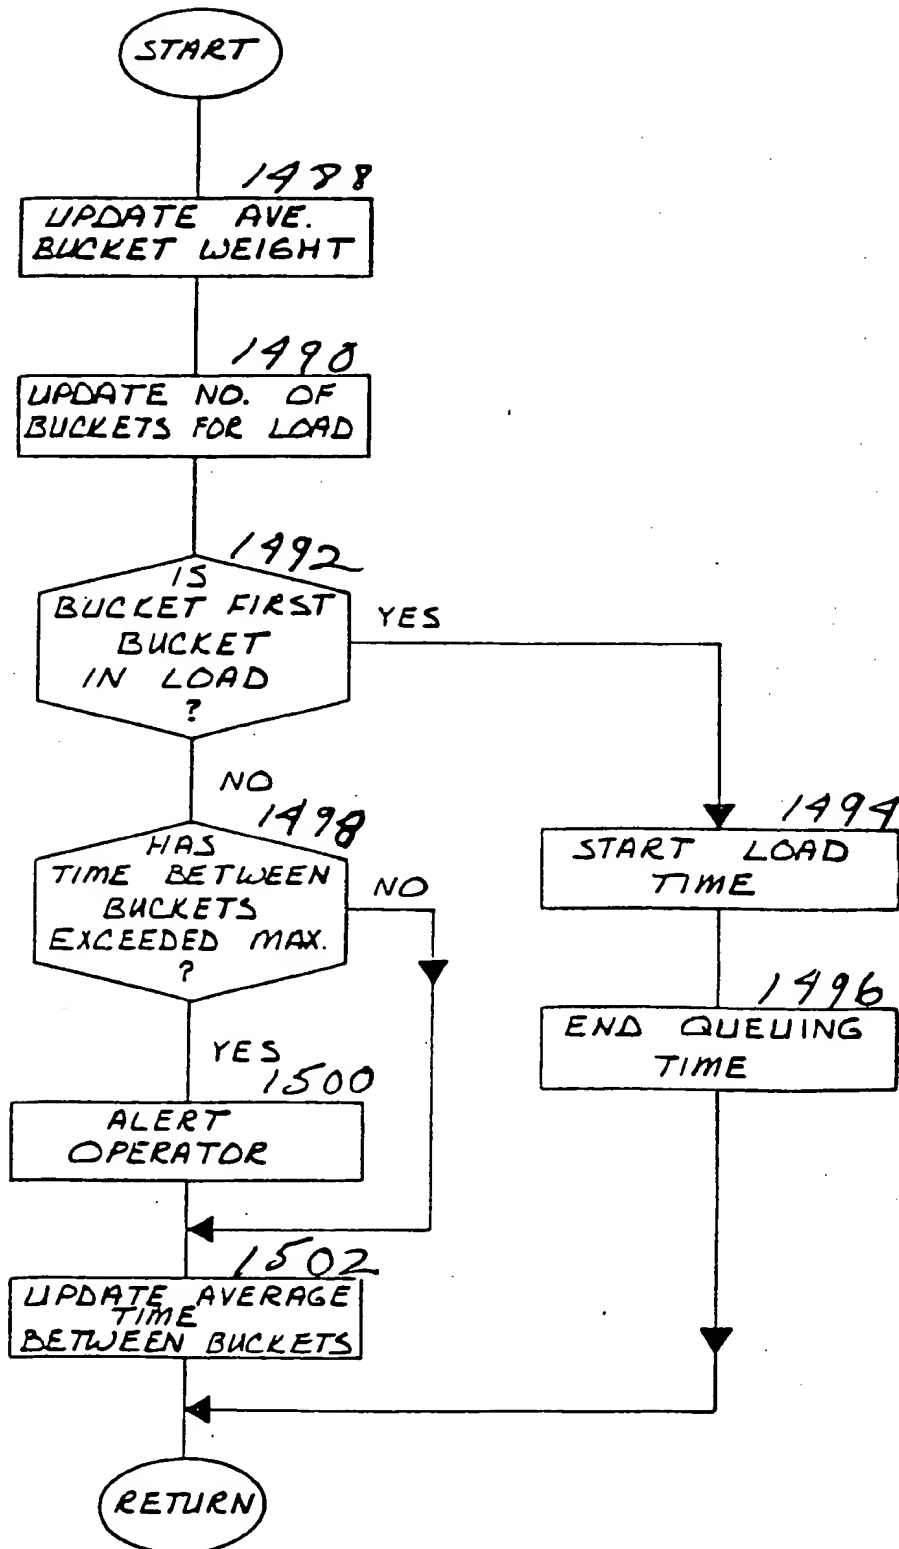 START
1488
UPDATE AVE.
BUCKET WEIGHT
1490
UPDATE NO. OF
BUCKETS FOR LOAD
1492
IS
BUCKET FIRST
BUCKET
IN LOAD
?
YES
NO
1494
START LOAD
TIME
1496
END QUEUING
TIME
1498
HAS
TIME BETWEEN
BUCKETS
EXCEEDED MAX.
?
NO
YES
1500
ALERT
OPERATOR
1502
UPDATE AVERAGE
TIME
BETWEEN BUCKETS
RETURN